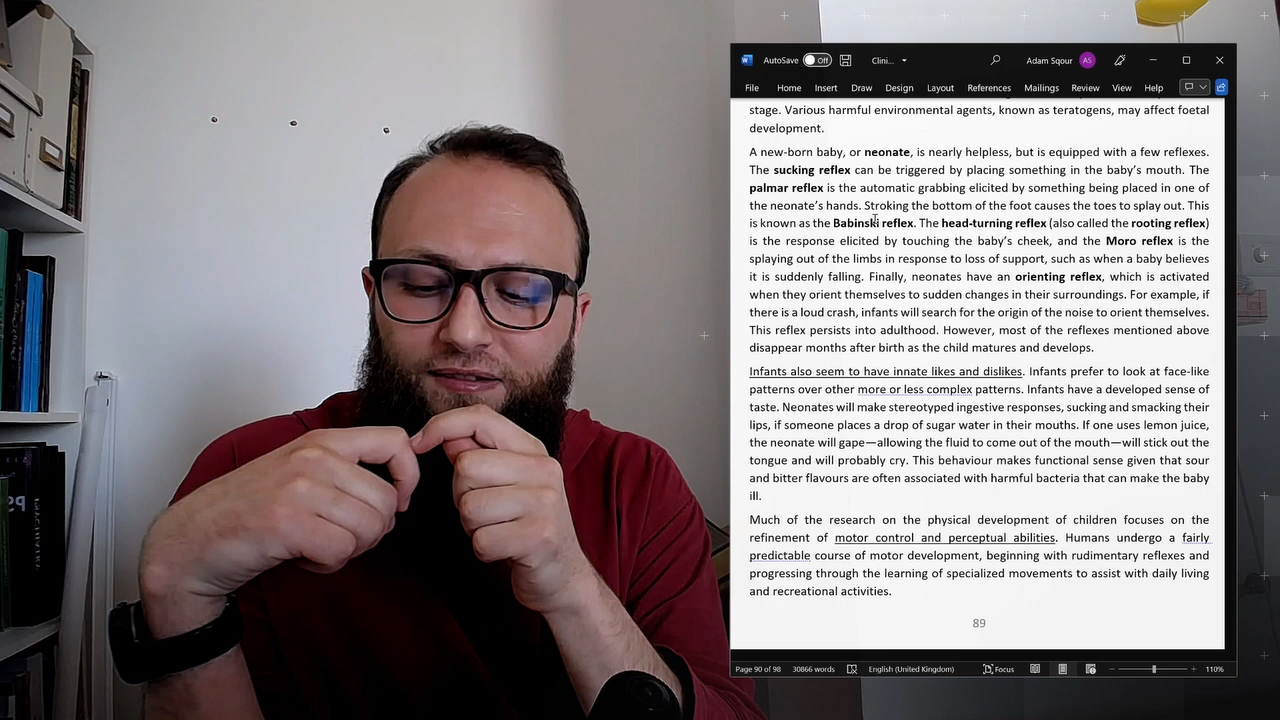 AutoSave Off Clini... Adam Sqour AS
File Home Insert Draw Design Layout References Mailings Review View Help
stage. Various harmful environmental agents, known as teratogens, may affect foetal
development.
A new-born baby, or neonate, is nearly helpless, but is equipped with a few reflexes.
The sucking reflex can be triggered by placing something in the baby's mouth. The
palmar reflex is the automatic grabbing elicited by something being placed in one of
the neonate's hands. Stroking the bottom of the foot causes the toes to splay out. This
is known as the Babinski reflex. The head-turning reflex (also called the rooting reflex)
is the response elicited by touching the baby's cheek, and the Moro reflex is the
splaying out of the limbs in response to loss of support, such as when a baby believes
it is suddenly falling. Finally, neonates have an orienting reflex, which is activated
when they orient themselves to sudden changes in their surroundings. For example, if
there is a loud crash, infants will search for the origin of the noise to orient themselves.
This reflex persists into adulthood. However, most of the reflexes mentioned above
disappear months after birth as the child matures and develops.
Infants also seem to have innate likes and dislikes. Infants prefer to look at face-like
patterns over other more or less complex patterns. Infants have a developed sense of
taste. Neonates will make stereotyped ingestive responses, sucking and smacking their
lips, if someone places a drop of sugar water in their mouths. If one uses lemon juice,
the neonate will gape—allowing the fluid to come out of the mouth—will stick out the
tongue and will probably cry. This behaviour makes functional sense given that sour
and bitter flavours are often associated with harmful bacteria that can make the baby
ill.
Much of the research on the physical development of children focuses on the
refinement of motor control and perceptual abilities. Humans undergo a fairly
predictable course of motor development, beginning with rudimentary reflexes and
progressing through the learning of specialized movements to assist with daily living
and recreational activities.
89
Page 90 of 98 30866 words English (United Kingdom) Focus 110%